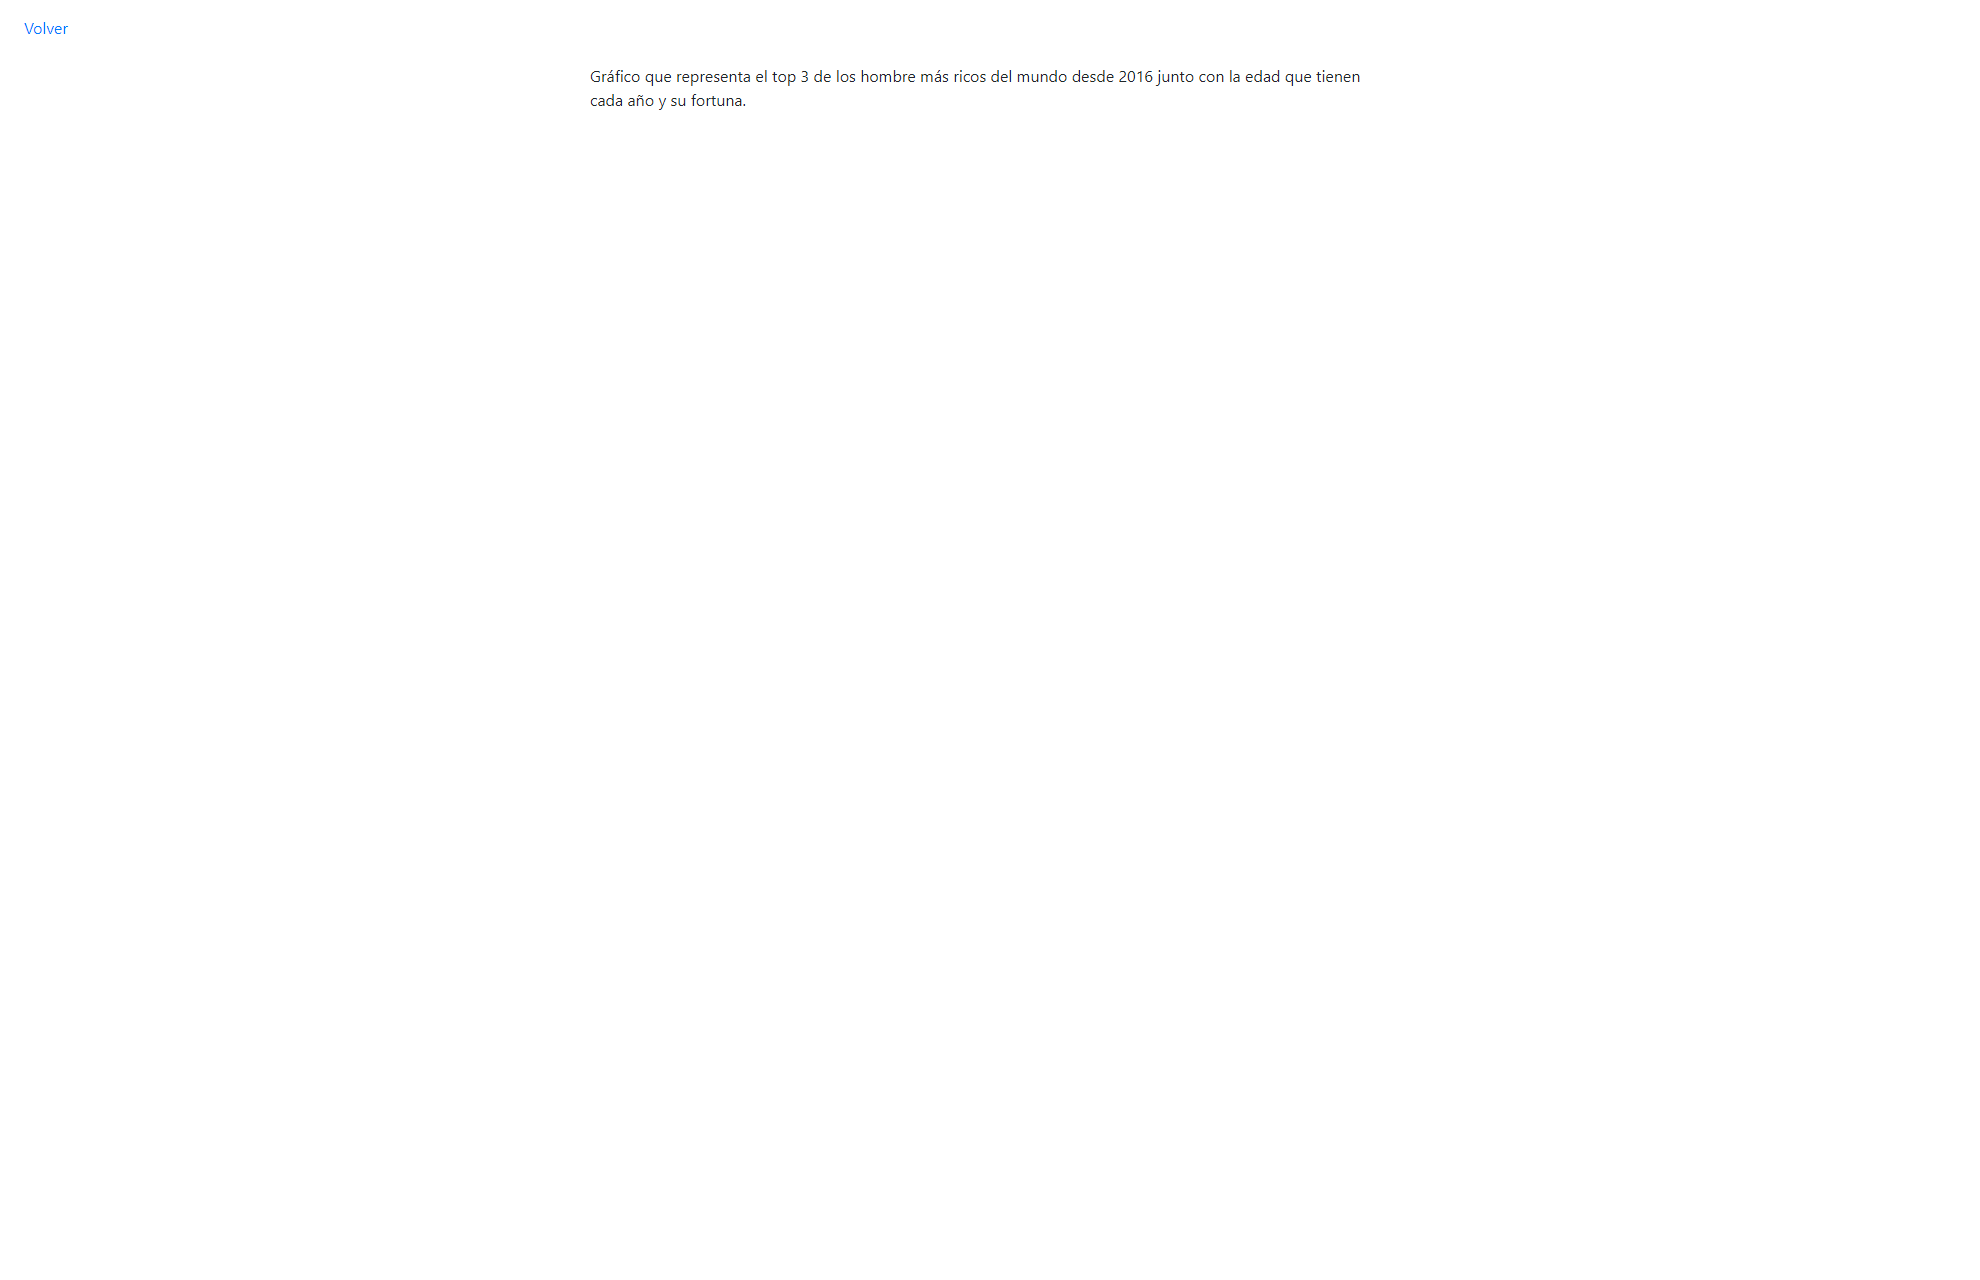 Volver
Gráfico que representa el top 3 de los hombre más ricos del mundo desde 2016 junto con la edad que tienen
cada año y su fortuna.